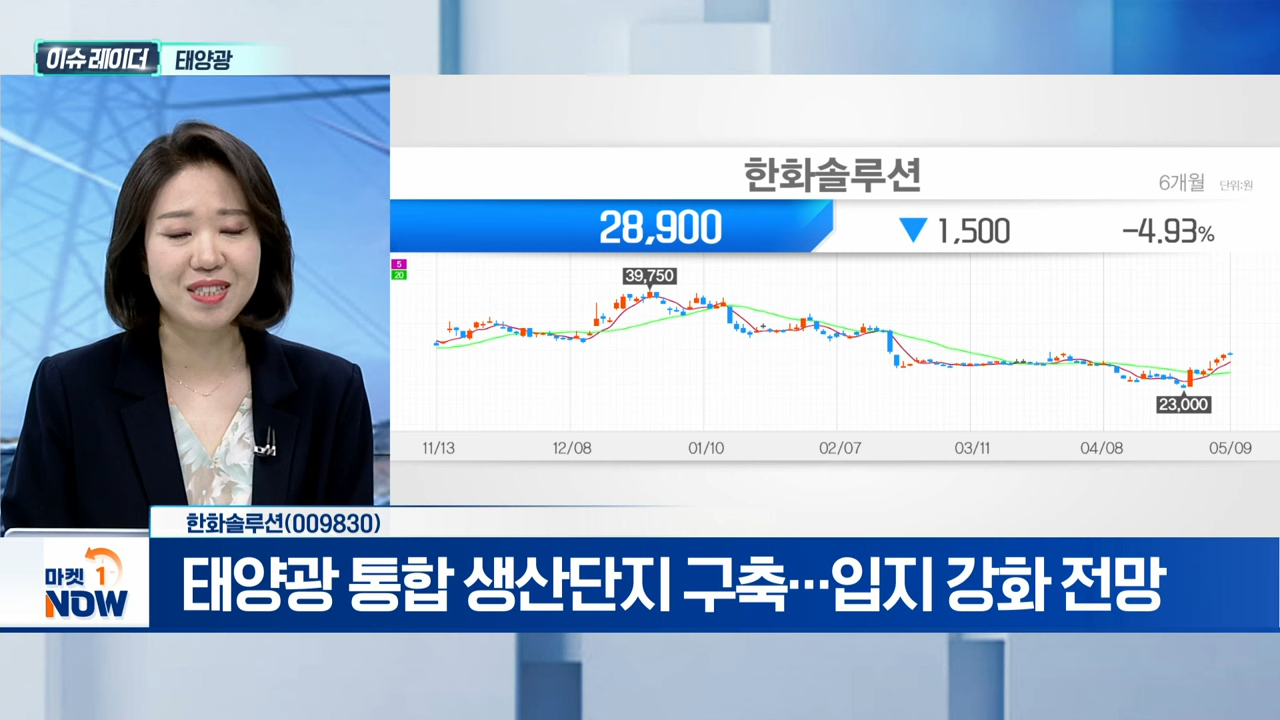 이슈레이더 태양광
한화솔루션
6개월 단위:원
28,900 ▼ 1,500 -4.93%
5
20
39,750
23,000
11/13 12/08 01/10 02/07 03/11 04/08 05/09
한화솔루션(009830)
마켓 1
NOW
태양광 통합 생산단지 구축…입지 강화 전망